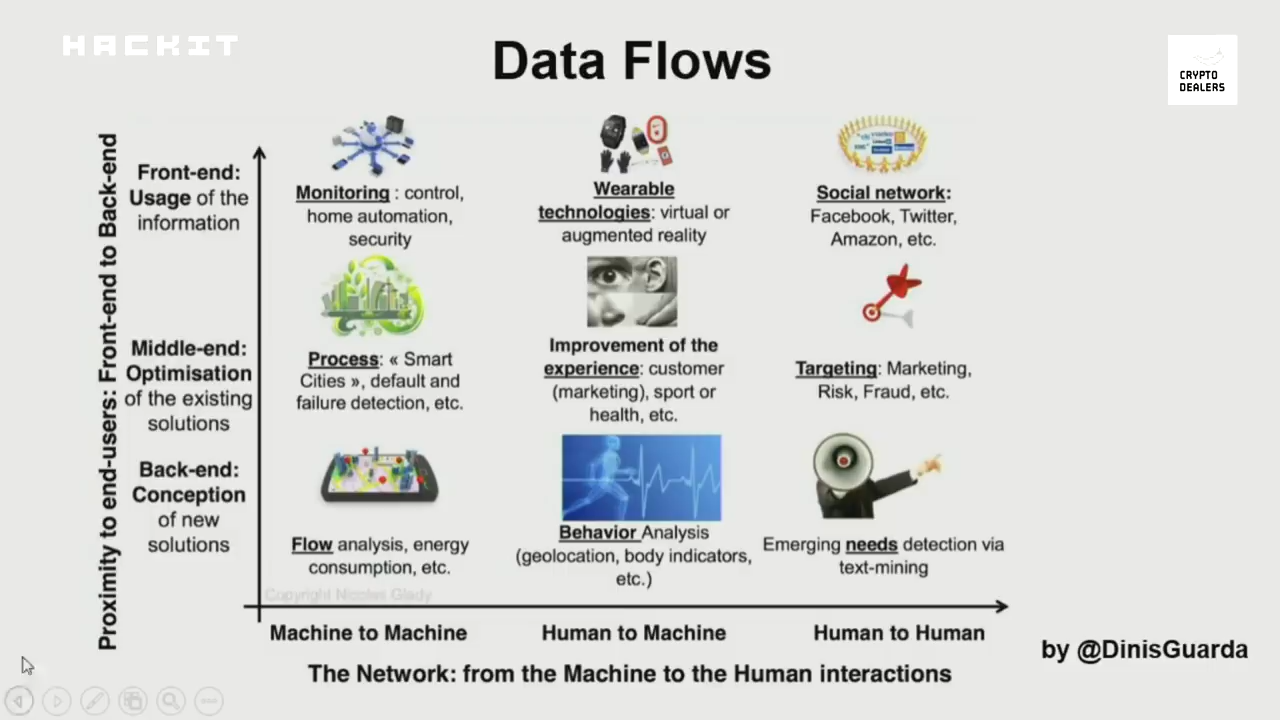 HACKIT
Data Flows
CRYPTO
DEALERS
Proximity to end-users: Front-end to Back-end
Front-end:
Usage of the
information
Monitoring : control,
home automation,
security
Wearable
technologies: virtual or
augmented reality
Social network:
Facebook, Twitter,
Amazon, etc.
Middle-end:
Optimisation
of the existing
solutions
Process: « Smart
Cities », default and
failure detection, etc.
Improvement of the
experience: customer
(marketing), sport or
health, etc.
Targeting: Marketing,
Risk, Fraud, etc.
Back-end:
Conception
of new
solutions
Flow analysis, energy
consumption, etc.
Behavior Analysis
(geolocation, body indicators,
etc.)
Emerging needs detection via
text-mining
Copyright Nicolas Glady
Machine to Machine
Human to Machine
Human to Human
The Network: from the Machine to the Human interactions
by @DinisGuarda